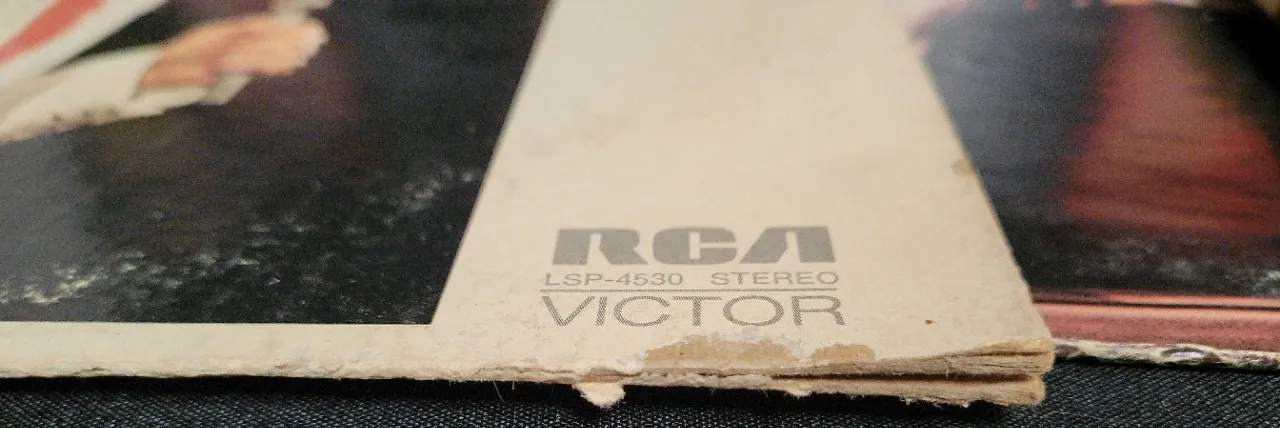 RCA
LSP-4530 STEREO
VICTOR